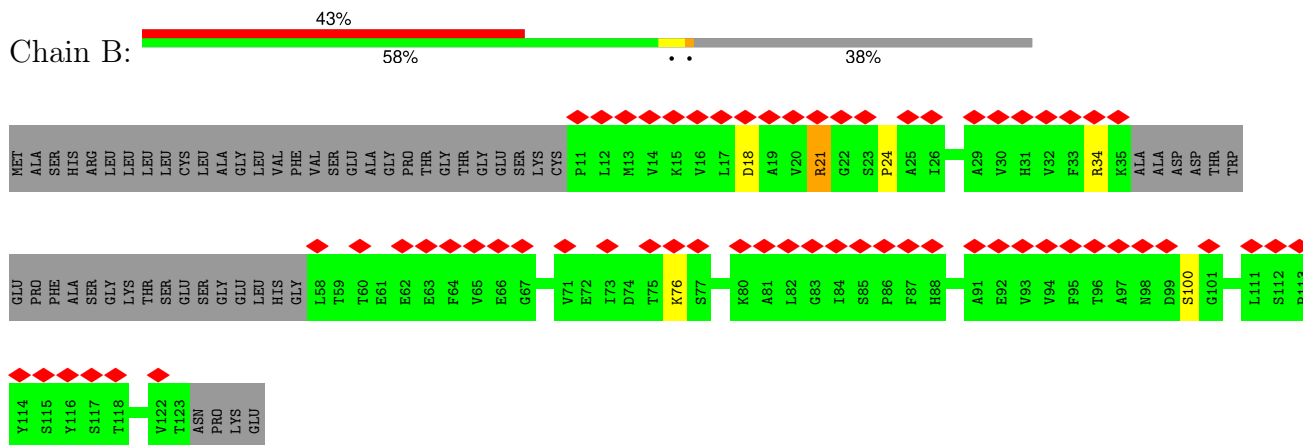 43%
Chain B:
58% . . 38%
MET ALA SER HIS ARG LEU LEU LEU LEU CYS LEU ALA GLY LEU VAL PHE VAL SER GLU ALA GLY PRO THR GLY THR GLY GLU SER LYS CYS P11 L12 M13 V14 K15 V16 L17 D18 A19 V20 R21 G22 S23 P24 A25 I26 A29 V30 H31 V32 F33 R34 K35 ALA ALA ASP ASP THR TRP
GLU PRO PHE ALA SER GLY LYS THR SER GLU SER GLY GLU LEU HIS GLY L58 T59 T60 E61 E62 E63 F64 V65 E66 G67 V71 E72 I73 D74 T75 K76 S77 K80 A81 L82 G83 I84 S85 P86 F87 H88 A91 E92 V93 V94 F95 T96 A97 N98 D99 S100 G101 L111 S112
Y114 S115 Y116 S117 T118 V122 T123 ASN PRO LYS GLU